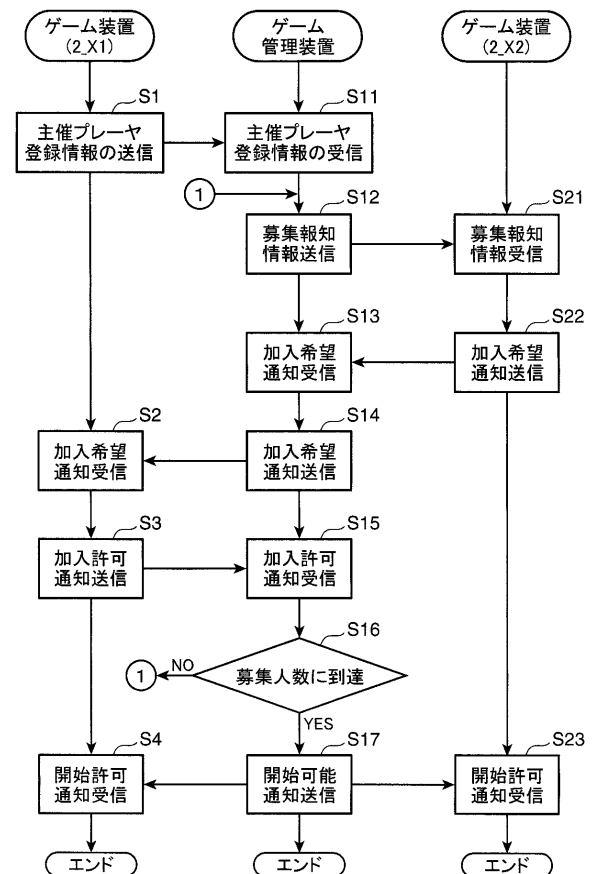 ゲーム装置
(2_X1)
ゲーム
管理装置
ゲーム装置
(2_X2)
S1
主催プレーヤ
登録情報の送信
S11
主催プレーヤ
登録情報の受信
1
S12
募集報知
情報送信
S21
募集報知
情報受信
S13
加入希望
通知受信
S22
加入希望
通知送信
S2
加入希望
通知受信
S14
加入希望
通知送信
S3
加入許可
通知送信
S15
加入許可
通知受信
S16
募集人数に到達
NO
1
YES
S4
開始許可
通知受信
S17
開始可能
通知送信
S23
開始許可
通知受信
エンド
エンド
エンド